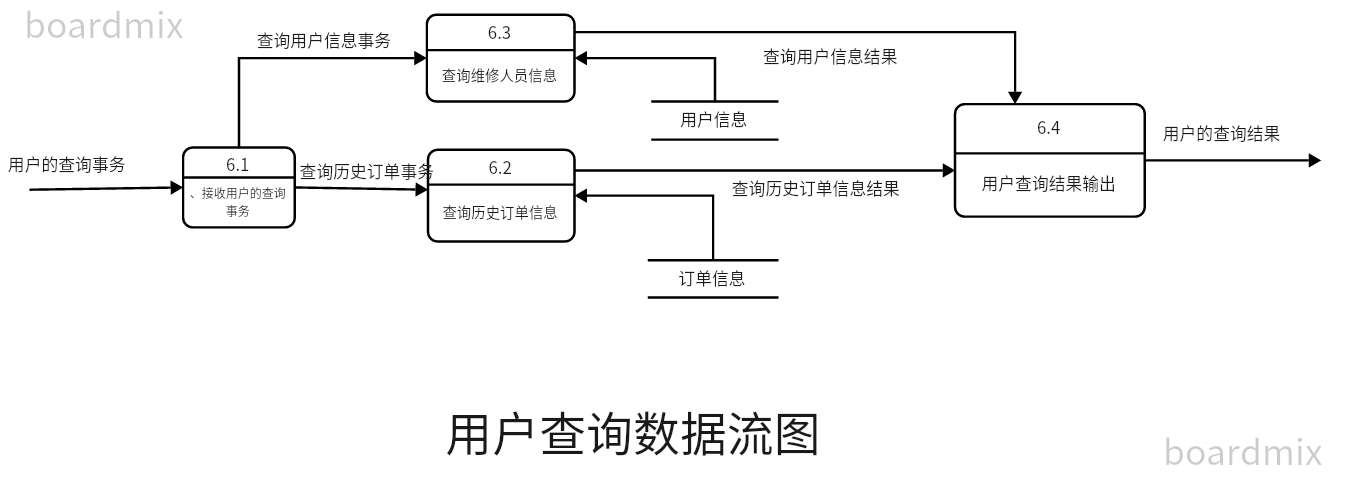 boardmix
查询用户信息事务
6.3
查询维修人员信息
查询用户信息结果
用户信息
用户的查询事务
6.1
、接收用户的查询
事务
查询历史订单事务
6.2
查询历史订单信息
查询历史订单信息结果
订单信息
6.4
用户查询结果输出
用户的查询结果
用户查询数据流图
boardmix